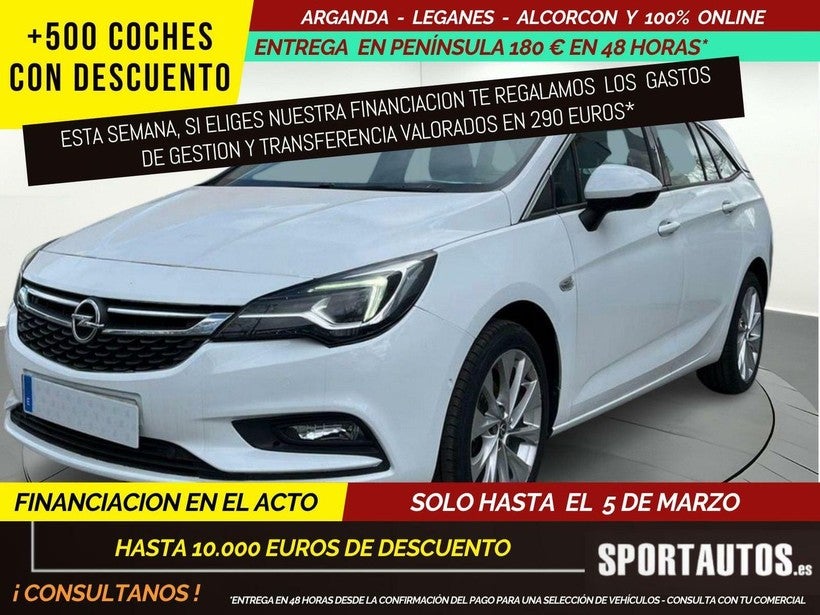 +500 COCHES
CON DESCUENTO
ARGANDA - LEGANES - ALCORCON Y 100% ONLINE
ENTREGA EN PENÍNSULA 180 € EN 48 HORAS*
ESTA SEMANA, SI ELIGES NUESTRA FINANCIACION TE REGALAMOS LOS GASTOS
DE GESTION Y TRANSFERENCIA VALORADOS EN 290 EUROS*
FINANCIACION EN EL ACTO
SOLO HASTA EL 5 DE MARZO
HASTA 10.000 EUROS DE DESCUENTO
SPORTAUTOS.es
¡ CONSULTANOS !
*ENTREGA EN 48 HORAS DESDE LA CONFIRMACIÓN DEL PAGO PARA UNA SELECCIÓN DE VEHÍCULOS - CONSULTA CON TU COMERCIAL